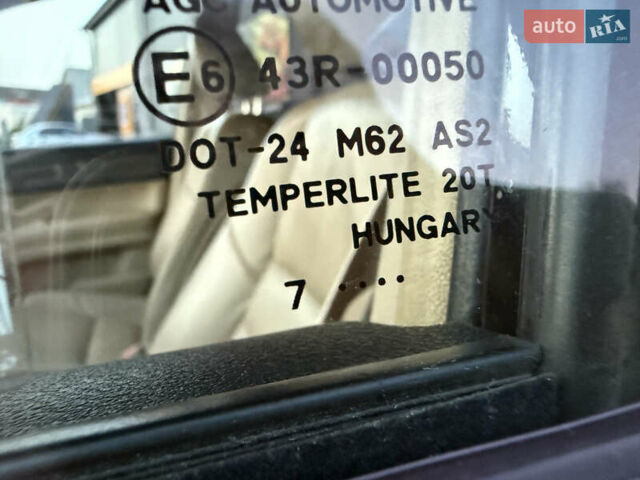 AGC AUTOMOTIVE
auto RIA
E6 43R-00050
DOT-24 M62 AS2
TEMPERLITE 20T
HUNGARY
7 ....